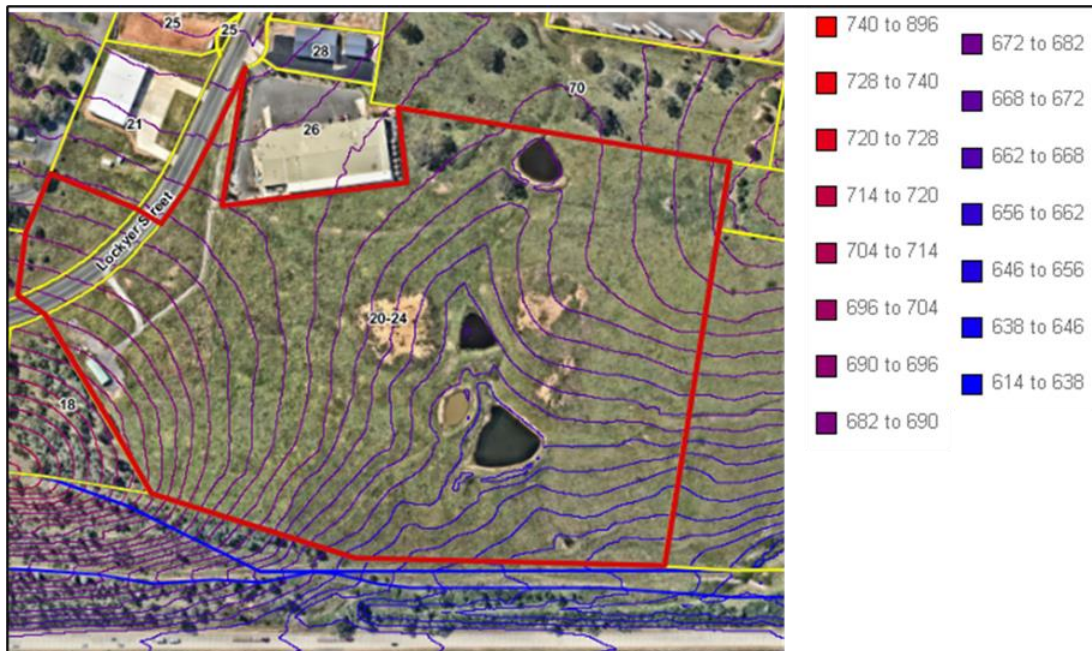 25
25
28
70
26
21
Lockyer Street
20-24
18
740 to 896
728 to 740
720 to 728
714 to 720
704 to 714
696 to 704
690 to 696
682 to 690
672 to 682
668 to 672
662 to 668
656 to 662
646 to 656
638 to 646
614 to 638